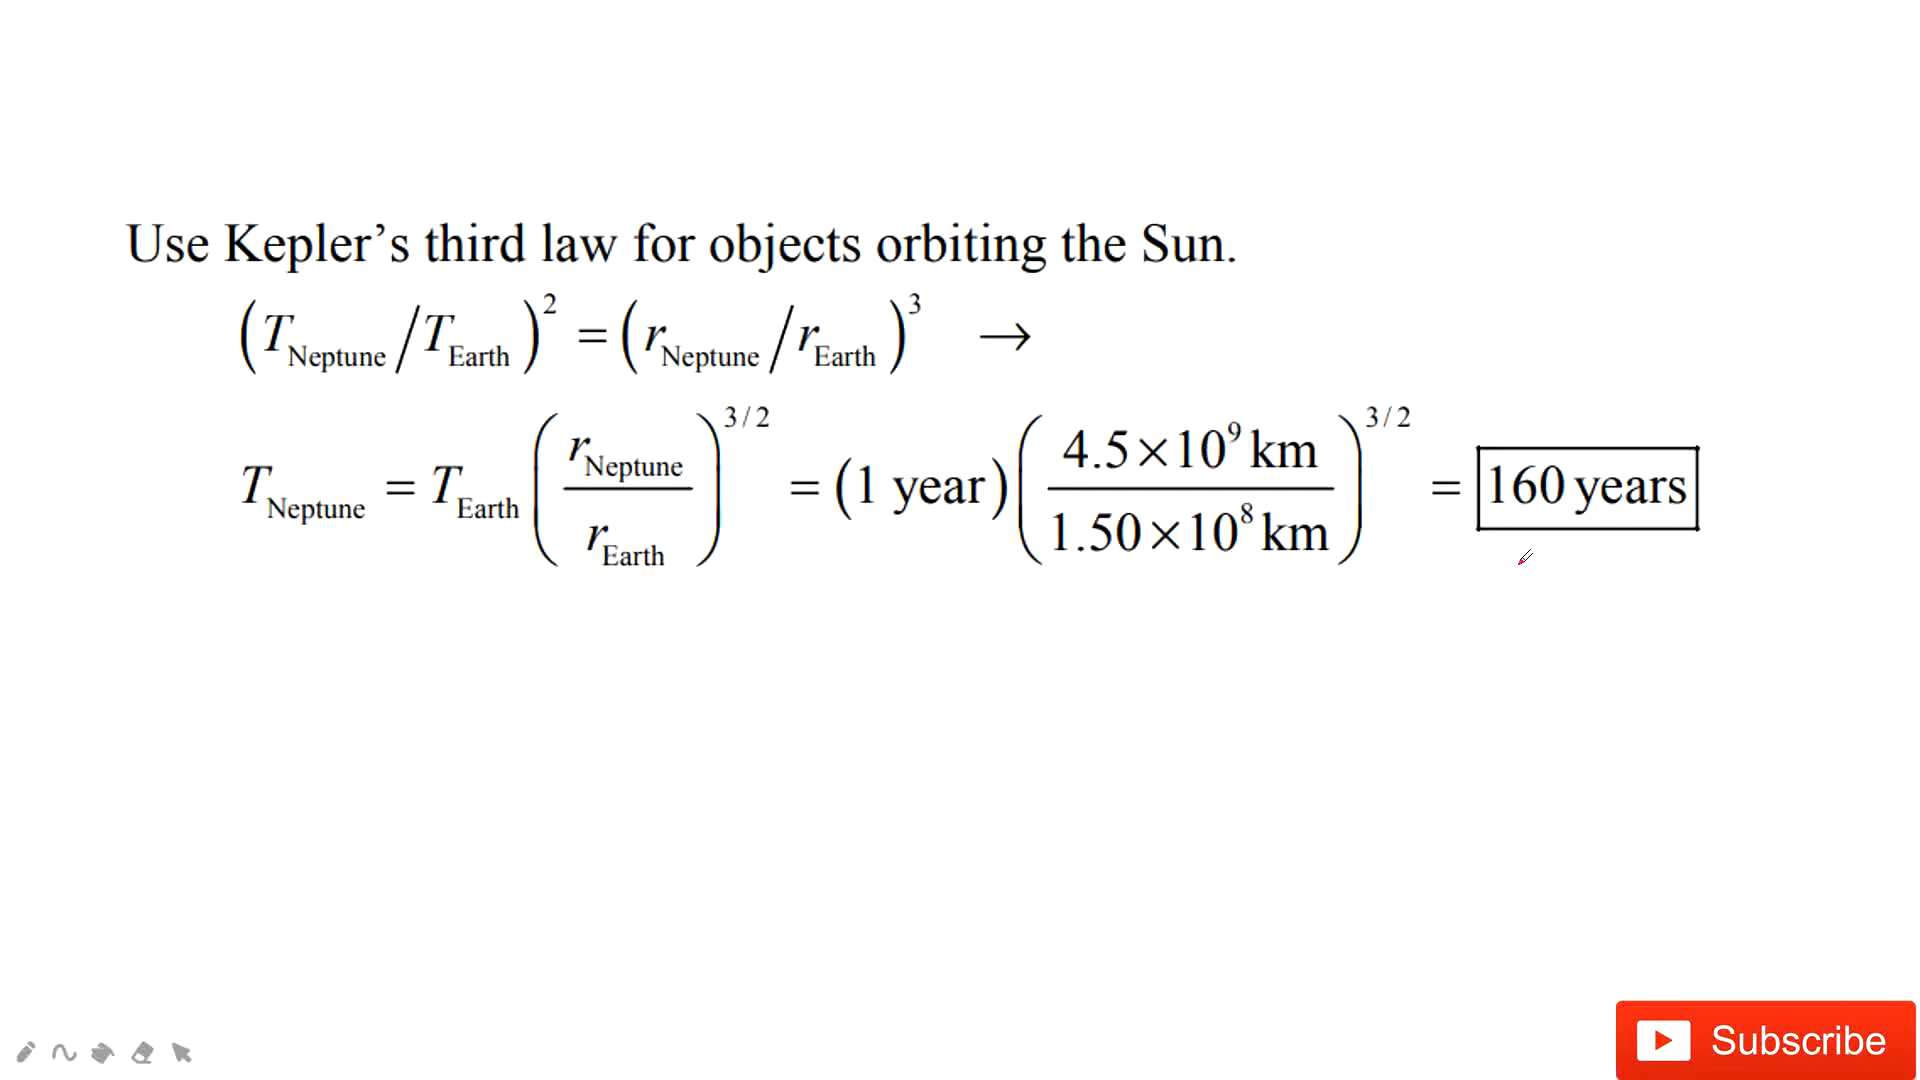 Use Kepler’s third law for objects orbiting the Sun.
(T_Neptune / T_Earth)^2 = (r_Neptune / r_Earth)^3 →
T_Neptune = T_Earth (r_Neptune / r_Earth)^3/2 = (1 year) (4.5×10^9 km / 1.50×10^8 km)^3/2 = 160 years
Subscribe